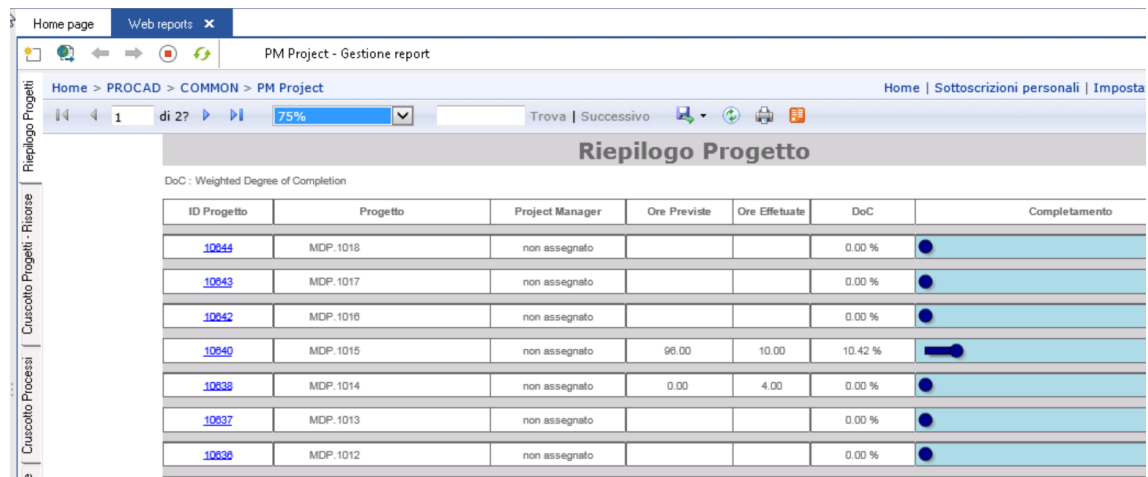 Home page Web reports
PM Project - Gestione report
Home > PROCAD > COMMON > PM Project Home | Sottoscrizioni personali | Imposta
1 di 2? 75% Trova | Successivo
Riepilogo Progetti
Cruscotto Progetti - Risorse
Cruscotto Processi
Riepilogo Progetto
DoC : Weighted Degree of Completion
ID Progetto Progetto Project Manager Ore Previste Ore Effetuate DoC Completamento
10644 MDP.1018 non assegnato 0.00 %
10643 MDP.1017 non assegnato 0.00 %
10642 MDP.1016 non assegnato 0.00 %
10640 MDP.1015 non assegnato 96.00 10.00 10.42 %
10638 MDP.1014 non assegnato 0.00 4.00 0.00 %
10637 MDP.1013 non assegnato 0.00 %
10636 MDP.1012 non assegnato 0.00 %